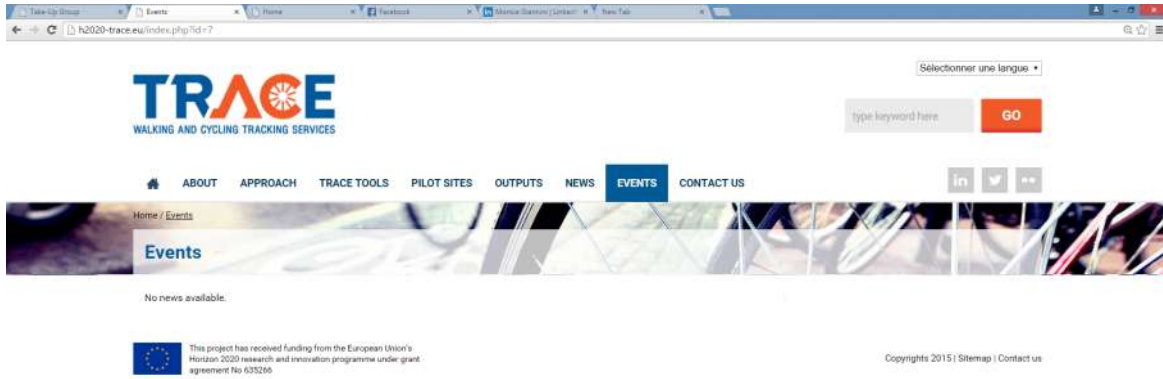 Take-Up Group
Events
Home
Facebook
New Tab
h2020-trace.eu/index.php?id=7
Sélectionner une langue
TRACE
WALKING AND CYCLING TRACKING SERVICES
type keyword here
GO
ABOUT APPROACH TRACE TOOLS PILOT SITES OUTPUTS NEWS EVENTS CONTACT US
in
Home / Events
Events
No news available.
This project has received funding from the European Union's
Horizon 2020 research and innovation programme under grant
agreement No 635266
Copyrights 2015 | Sitemap | Contact us